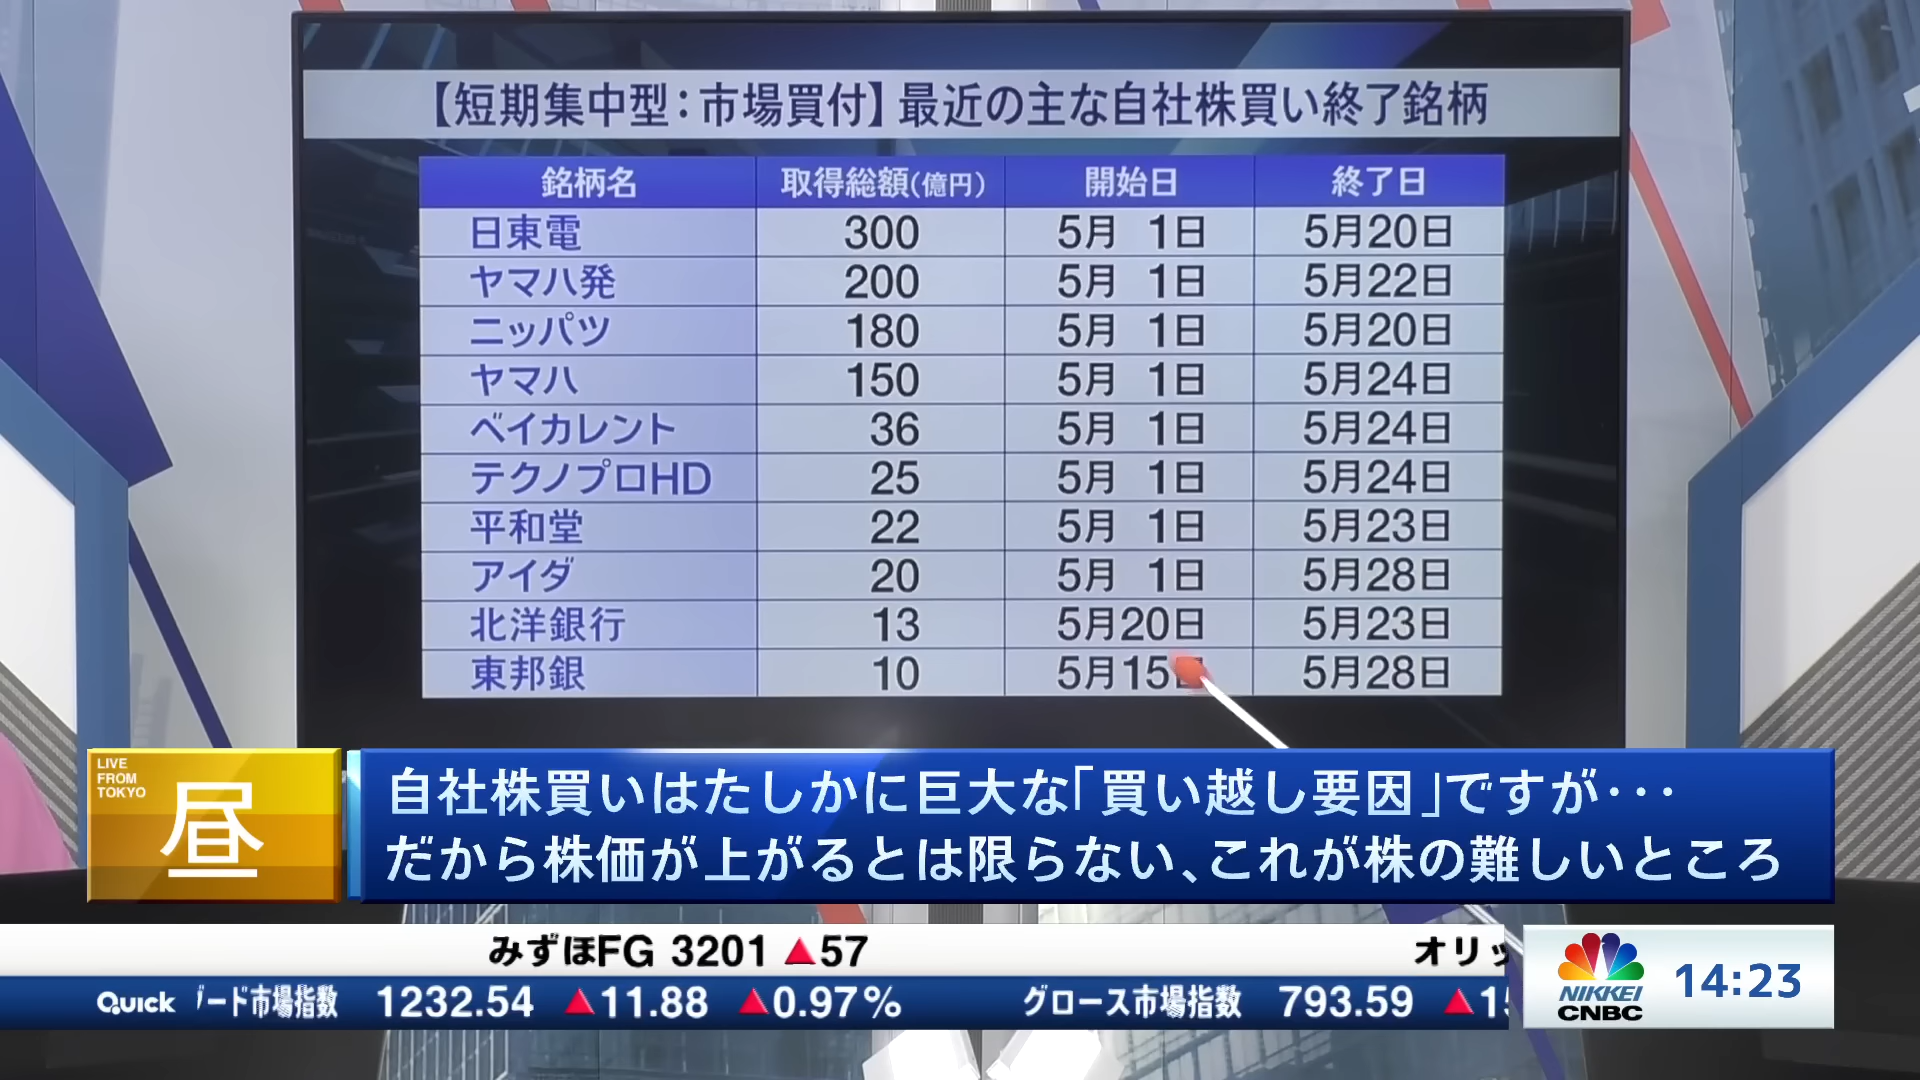 【短期集中型：市場買付】最近の主な自社株買い終了銘柄
銘柄名 取得総額(億円) 開始日 終了日
日東電 300 5月 1日 5月20日
ヤマハ発 200 5月 1日 5月22日
ニッパツ 180 5月 1日 5月20日
ヤマハ 150 5月 1日 5月24日
ベイカレント 36 5月 1日 5月24日
テクノプロHD 25 5月 1日 5月24日
平和堂 22 5月 1日 5月23日
アイダ 20 5月 1日 5月28日
北洋銀行 13 5月20日 5月23日
東邦銀 10 5月15日 5月28日
LIVE
FROM
TOKYO
昼
自社株買いはたしかに巨大な「買い越し要因」ですが･･･
だから株価が上がるとは限らない、これが株の難しいところ
みずほFG 3201 ▲57 オリッ
QUICK ード市場指数 1232.54 ▲11.88 ▲0.97% グロース市場指数 793.59 ▲1
NIKKEI
CNBC
14:23